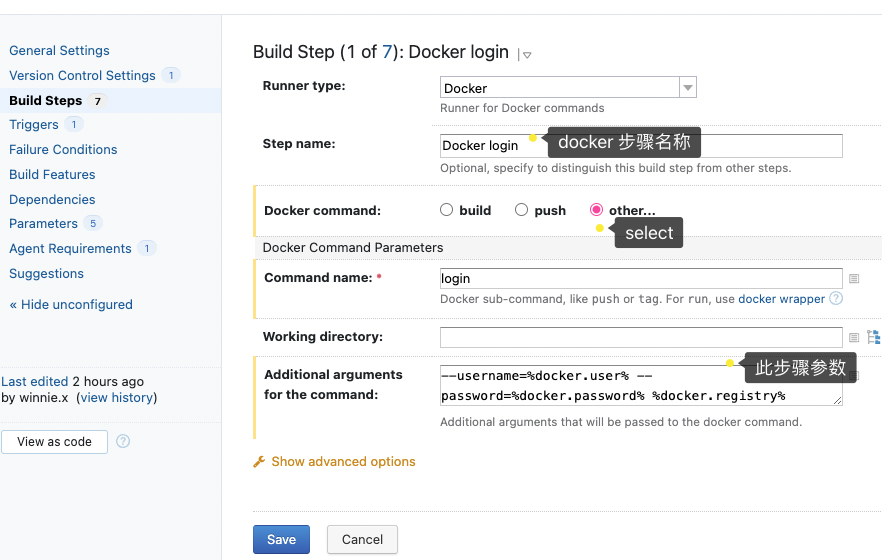 General Settings
Version Control Settings 1
Build Steps 7
Triggers 1
Failure Conditions
Build Features
Dependencies
Parameters 5
Agent Requirements 1
Suggestions
« Hide unconfigured
Last edited 2 hours ago
by winnie.x (view history)
View as code ?
Build Step (1 of 7): Docker login
Runner type:
Docker
Runner for Docker commands
Step name:
Docker login
docker 步骤名称
Optional, specify to distinguish this build step from other steps.
Docker command:
build push other...
select
Docker Command Parameters
Command name: *
login
Docker sub-command, like push or tag. For run, use docker wrapper ?
Working directory:
Additional arguments
for the command:
此步骤参数
--username=%docker.user% --
password=%docker.password% %docker.registry%
Additional arguments that will be passed to the docker command.
Show advanced options
Save Cancel